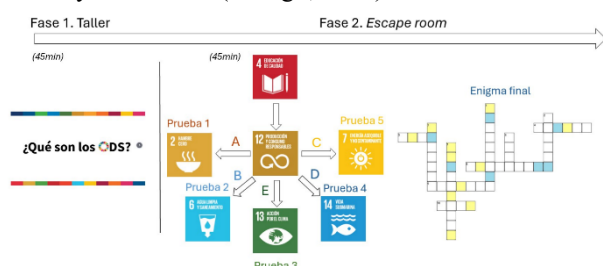 Fase 1. Taller
Fase 2. Escape room
(45min)
(45min)
4 EDUCACIÓN DE CALIDAD
Prueba 1
Prueba 5
Enigma final
2 HAMBRE CERO
A
12 PRODUCCIÓN Y CONSUMO RESPONSABLES
C
7 ENERGÍA ASEQUIBLE Y NO CONTAMINANTE
¿Qué son los ODS?
B
D
Prueba 2
E
Prueba 4
6 AGUA LIMPIA Y SANEAMIENTO
13 ACCIÓN POR EL CLIMA
14 VIDA SUBMARINA
Prueba 3